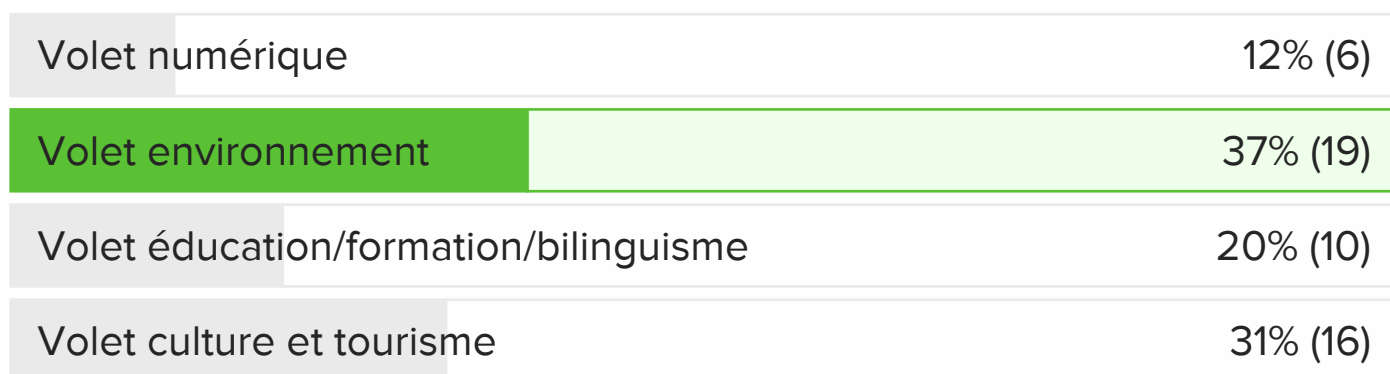 Volet numérique 12% (6)
Volet environnement 37% (19)
Volet éducation/formation/bilinguisme 20% (10)
Volet culture et tourisme 31% (16)